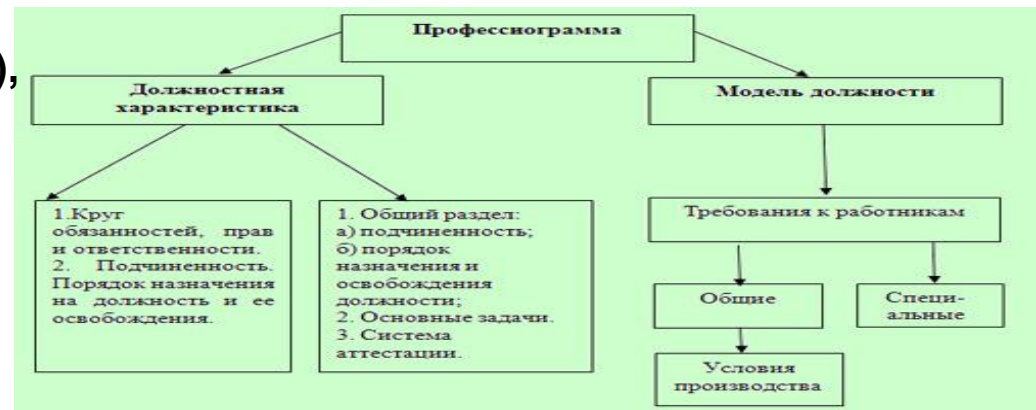 ),
Профессиограмма
Должностная
характеристика
Модель должности
1.Круг
обязанностей, прав
и ответственности.
2. Подчиненность.
Порядок назначения
на должность и ее
освобождения.
1. Общий раздел:
а) подчиненность;
б) порядок
назначения и
освобождения
должности;
2. Основные задачи.
3. Система
аттестации.
Требования к работникам
Общие
Специ-
альные
Условия
производства